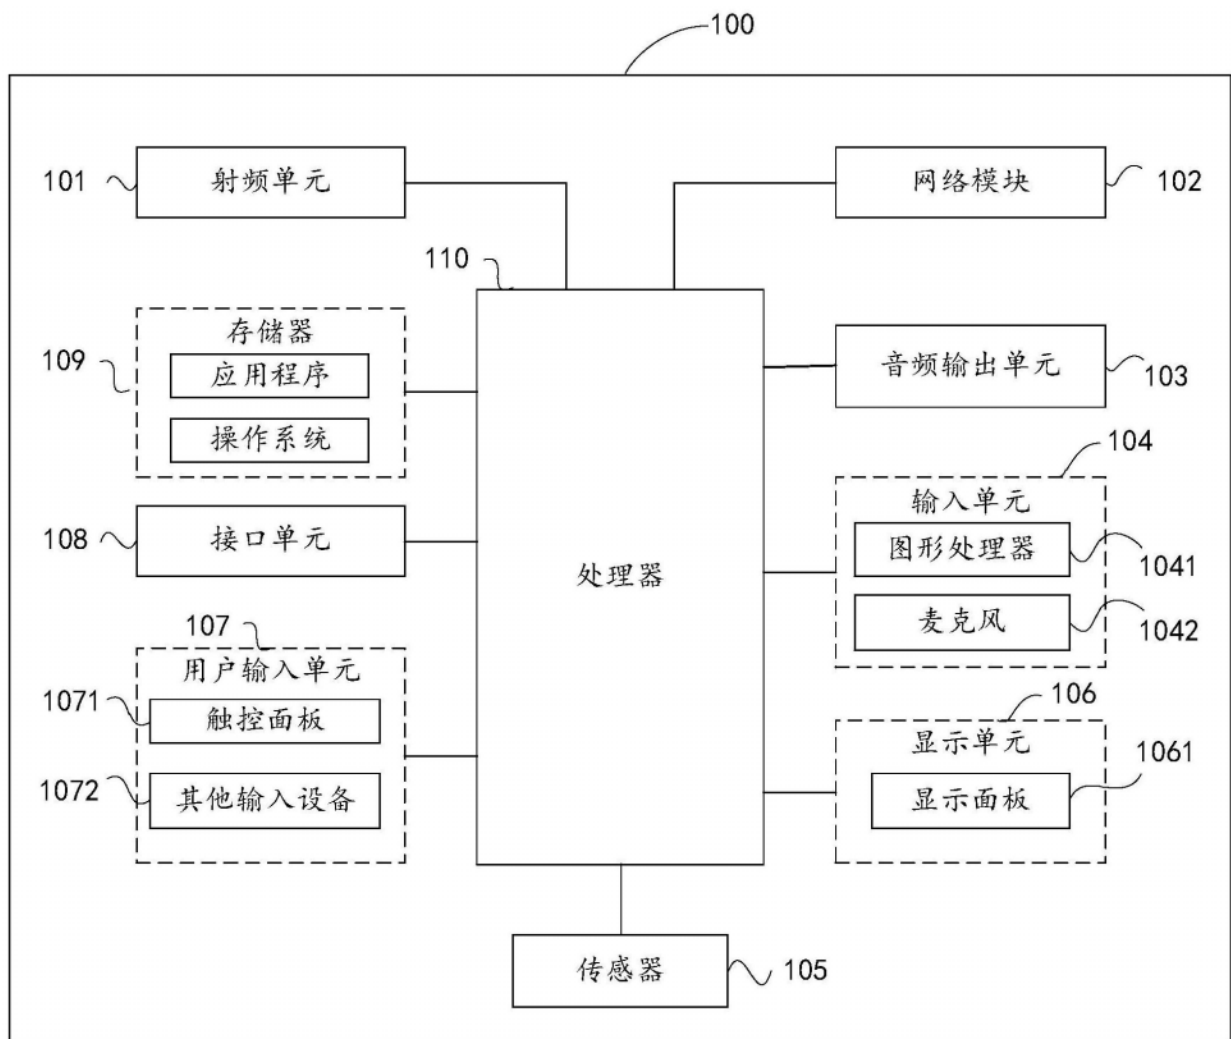 100
101
射频单元
网络模块
102
110
存储器
109
应用程序
操作系统
音频输出单元
103
104
输入单元
108
接口单元
处理器
图形处理器
1041
麦克风
1042
107
用户输入单元
1071
触控面板
1072
其他输入设备
106
显示单元
显示面板
1061
传感器
105